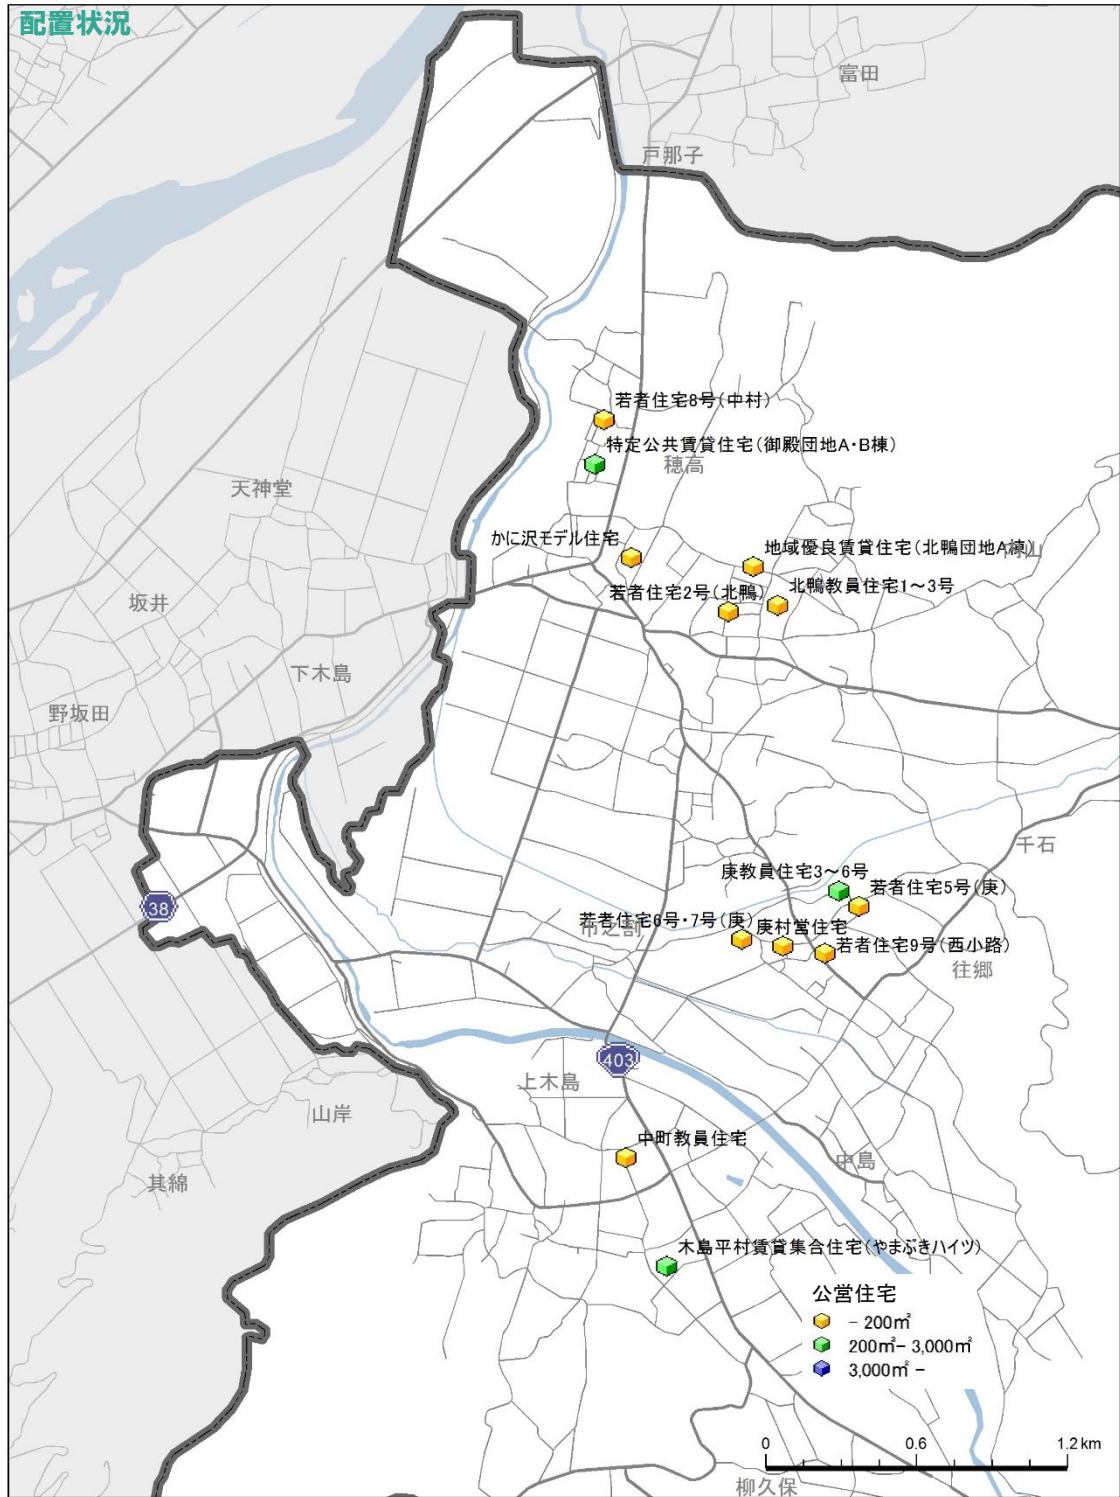 配置状況
富田
戸那子
若者住宅8号(中村)
特定公共賃貸住宅(御殿団地A・B棟)
穂高
天神堂
かに沢モデル住宅
地域優良賃貸住宅(北鴨団地A棟)
若者住宅2号(北鴨)
北鴨教員住宅1～3号
坂井
下木島
野坂田
千石
庚教員住宅3～6号
若者住宅5号(庚)
38
若者住宅6号・7号(庚)
市之割
庚村営住宅
若者住宅9号(西小路)
往郷
403
上木島
山岸
中町教員住宅
中島
其綿
木島平村賃貸集合住宅(やまぶきハイツ)
公営住宅
- 200㎡
200㎡- 3,000㎡
3,000㎡ -
0 0.6 1.2 km
柳久保